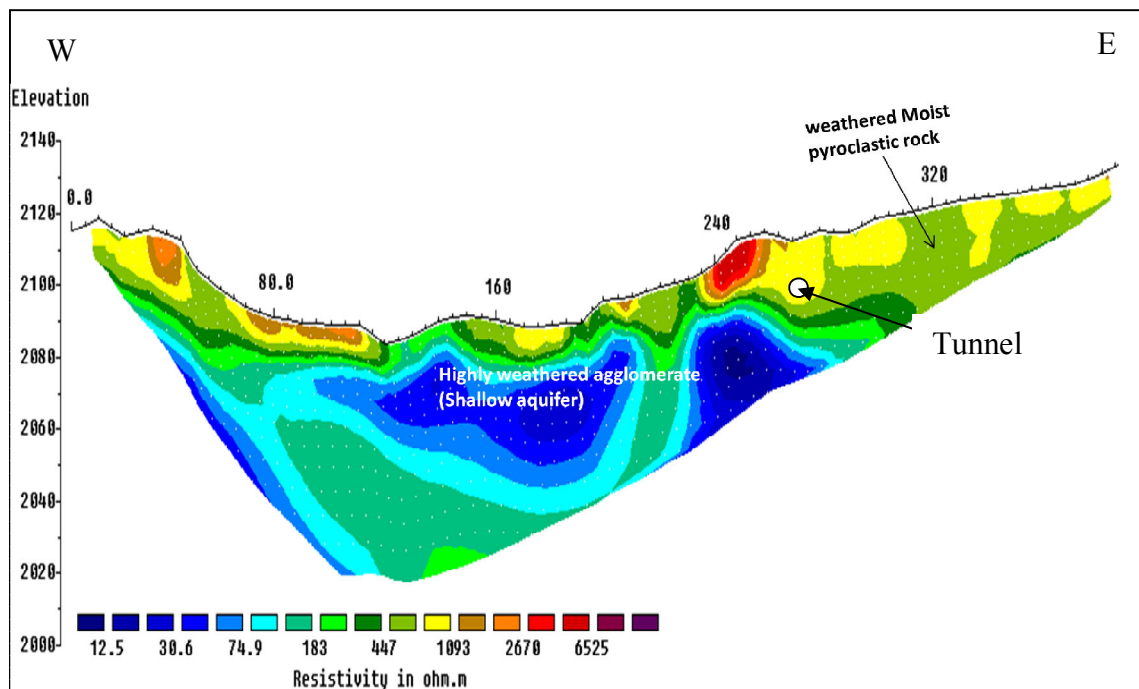 W
E
Elevation
weathered Moist
pyroclastic rock
2140
0.0
320
2120
240
2100
80.0
160
Tunnel
2080
Highly weathered agglomerate
(Shallow aquifer)
2060
2040
2020
2000
12.5 30.6 74.9 183 447 1093 2670 6525
Resistivity in ohm.m